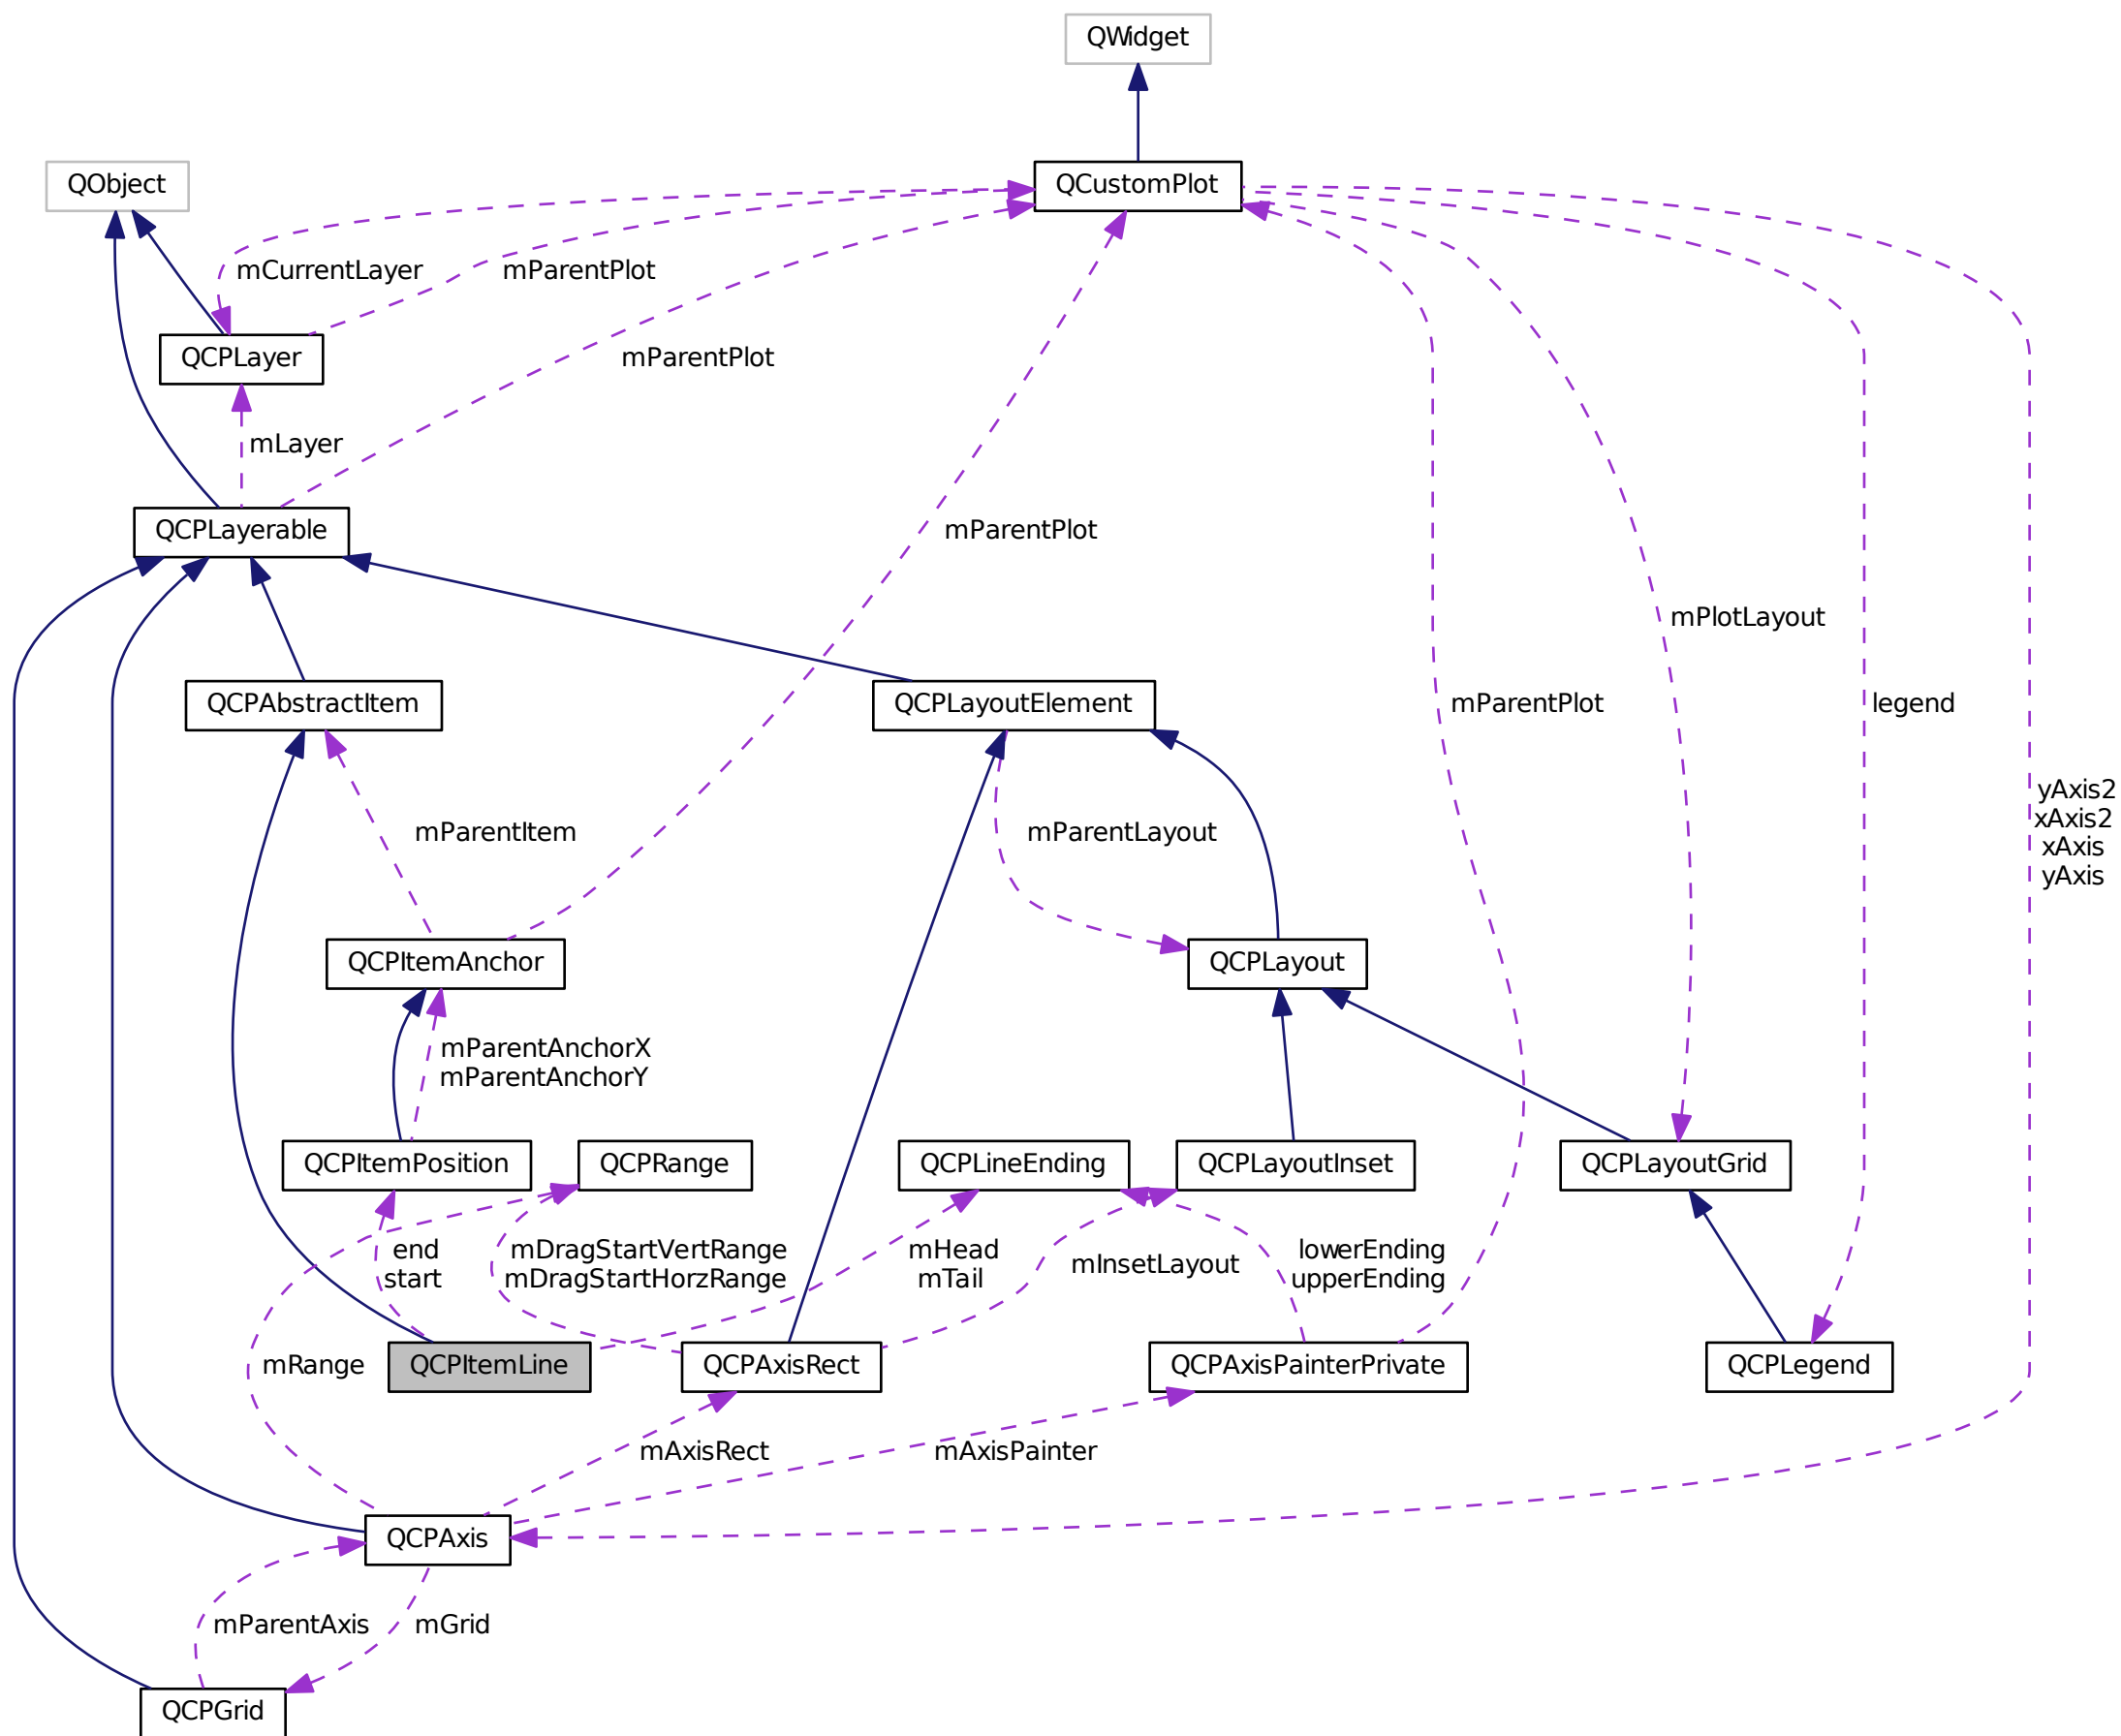 QWidget
QObject
QCustomPlot
mCurrentLayer
mParentPlot
QCPLayer
mParentPlot
mLayer
QCPLayerable
mParentPlot
mPlotLayout
QCPAbstractItem
QCPLayoutElement
mParentPlot
legend
yAxis2
xAxis2
xAxis
yAxis
mParentItem
mParentLayout
QCPItemAnchor
QCPLayout
mParentAnchorX
mParentAnchorY
QCPItemPosition
QCPRange
QCPLineEnding
QCPLayoutInset
QCPLayoutGrid
end
start
mDragStartVertRange
mDragStartHorzRange
mHead
mTail
mInsetLayout
lowerEnding
upperEnding
mRange
QCPItemLine
QCPAxisRect
QCPAxisPainterPrivate
QCPLegend
mAxisRect
mAxisPainter
QCPAxis
mParentAxis
mGrid
QCPGrid